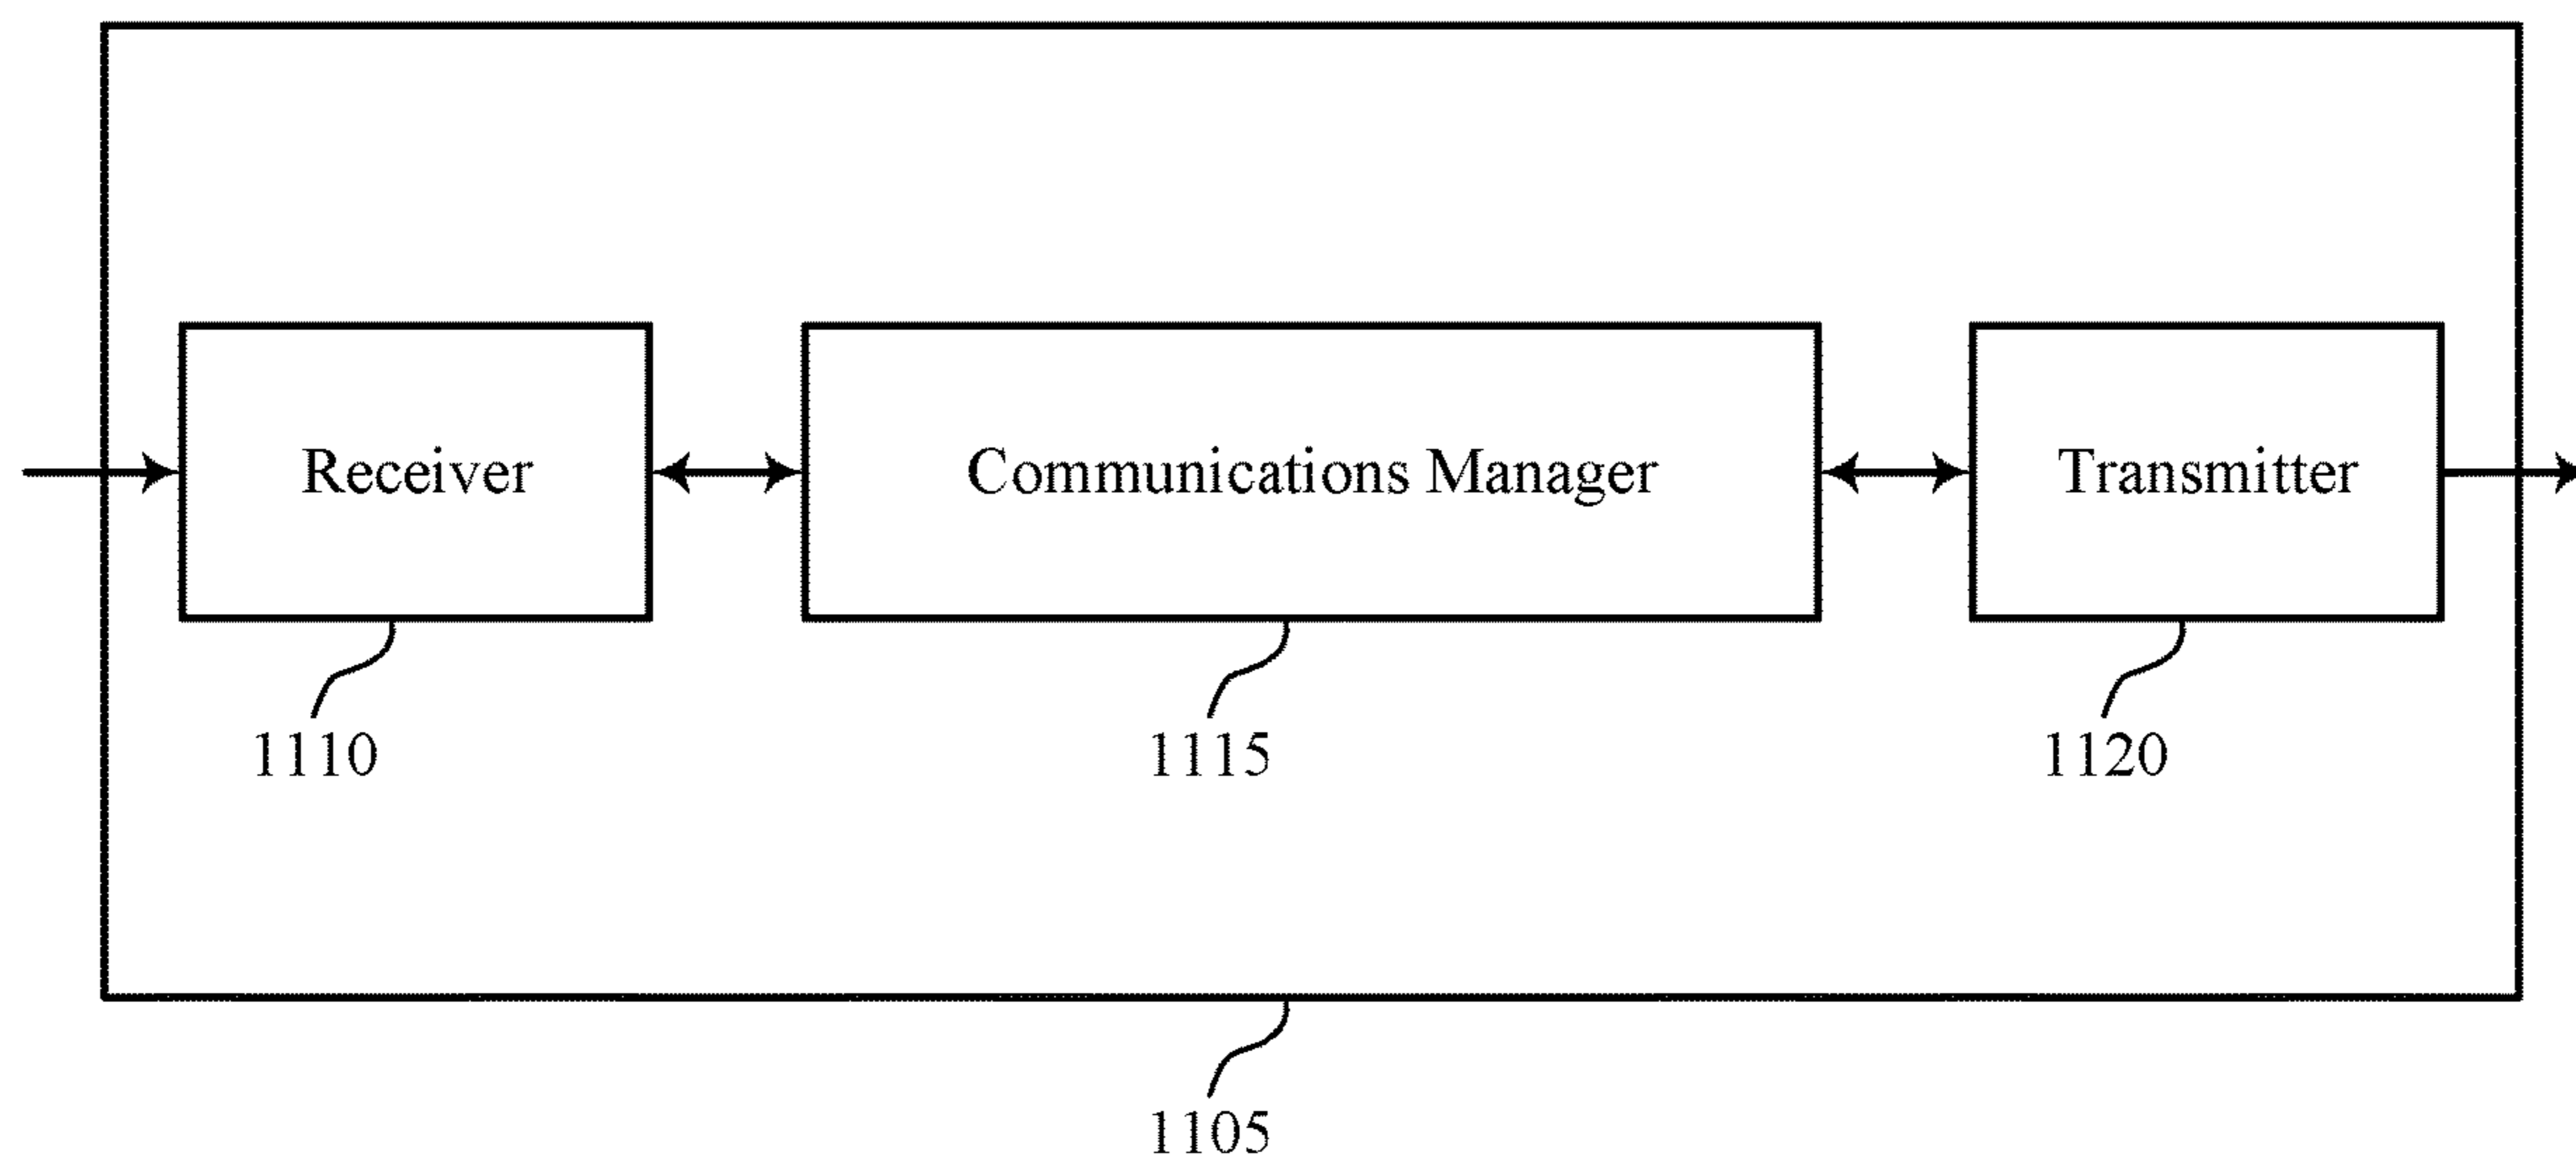 Receiver
Communications Manager
Transmitter
1110
1115
1120
1105